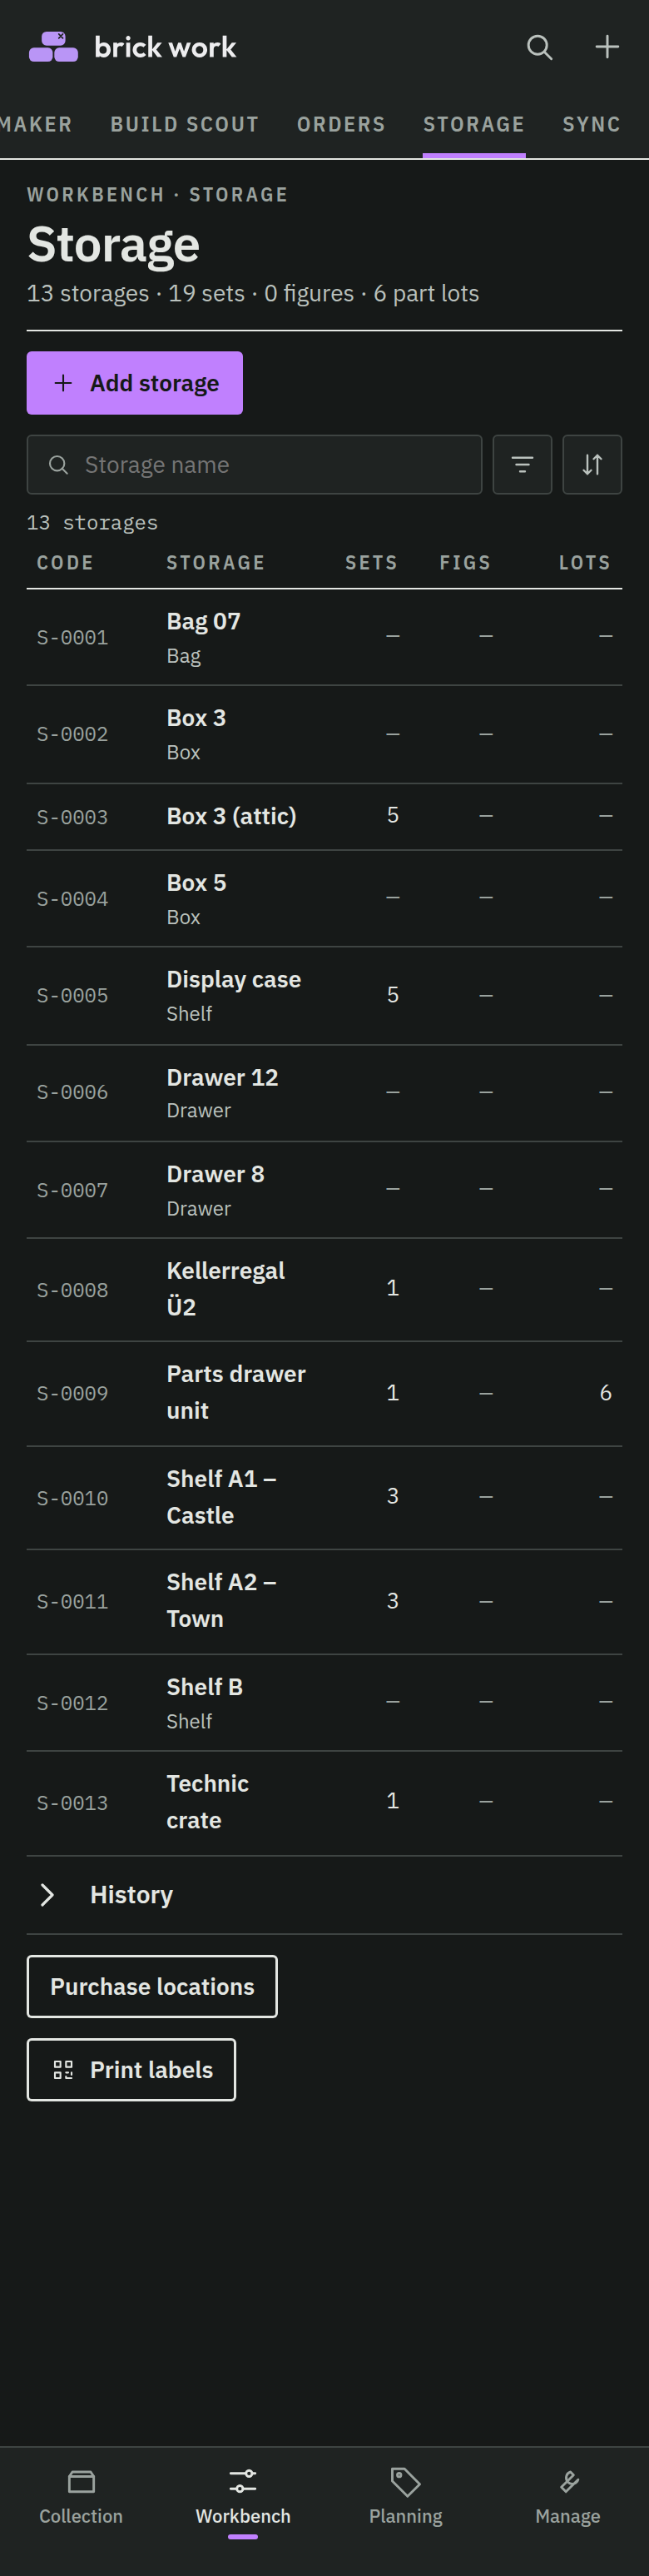 brick work
MAKER BUILD SCOUT ORDERS STORAGE SYNC
WORKBENCH · STORAGE
Storage
13 storages · 19 sets · 0 figures · 6 part lots
Add storage
Storage name
13 storages
CODE STORAGE SETS FIGS LOTS
S-0001 Bag 07 – – –
Bag
S-0002 Box 3 – – –
Box
S-0003 Box 3 (attic) 5 – –
S-0004 Box 5 – – –
Box
S-0005 Display case 5 – –
Shelf
S-0006 Drawer 12 – – –
Drawer
S-0007 Drawer 8 – – –
Drawer
S-0008 Kellerregal 1 – –
Ü2
S-0009 Parts drawer 1 – 6
unit
S-0010 Shelf A1 – 3 – –
Castle
S-0011 Shelf A2 – 3 – –
Town
S-0012 Shelf B – – –
Shelf
S-0013 Technic 1 – –
crate
History
Purchase locations
Print labels
Collection Workbench Planning Manage